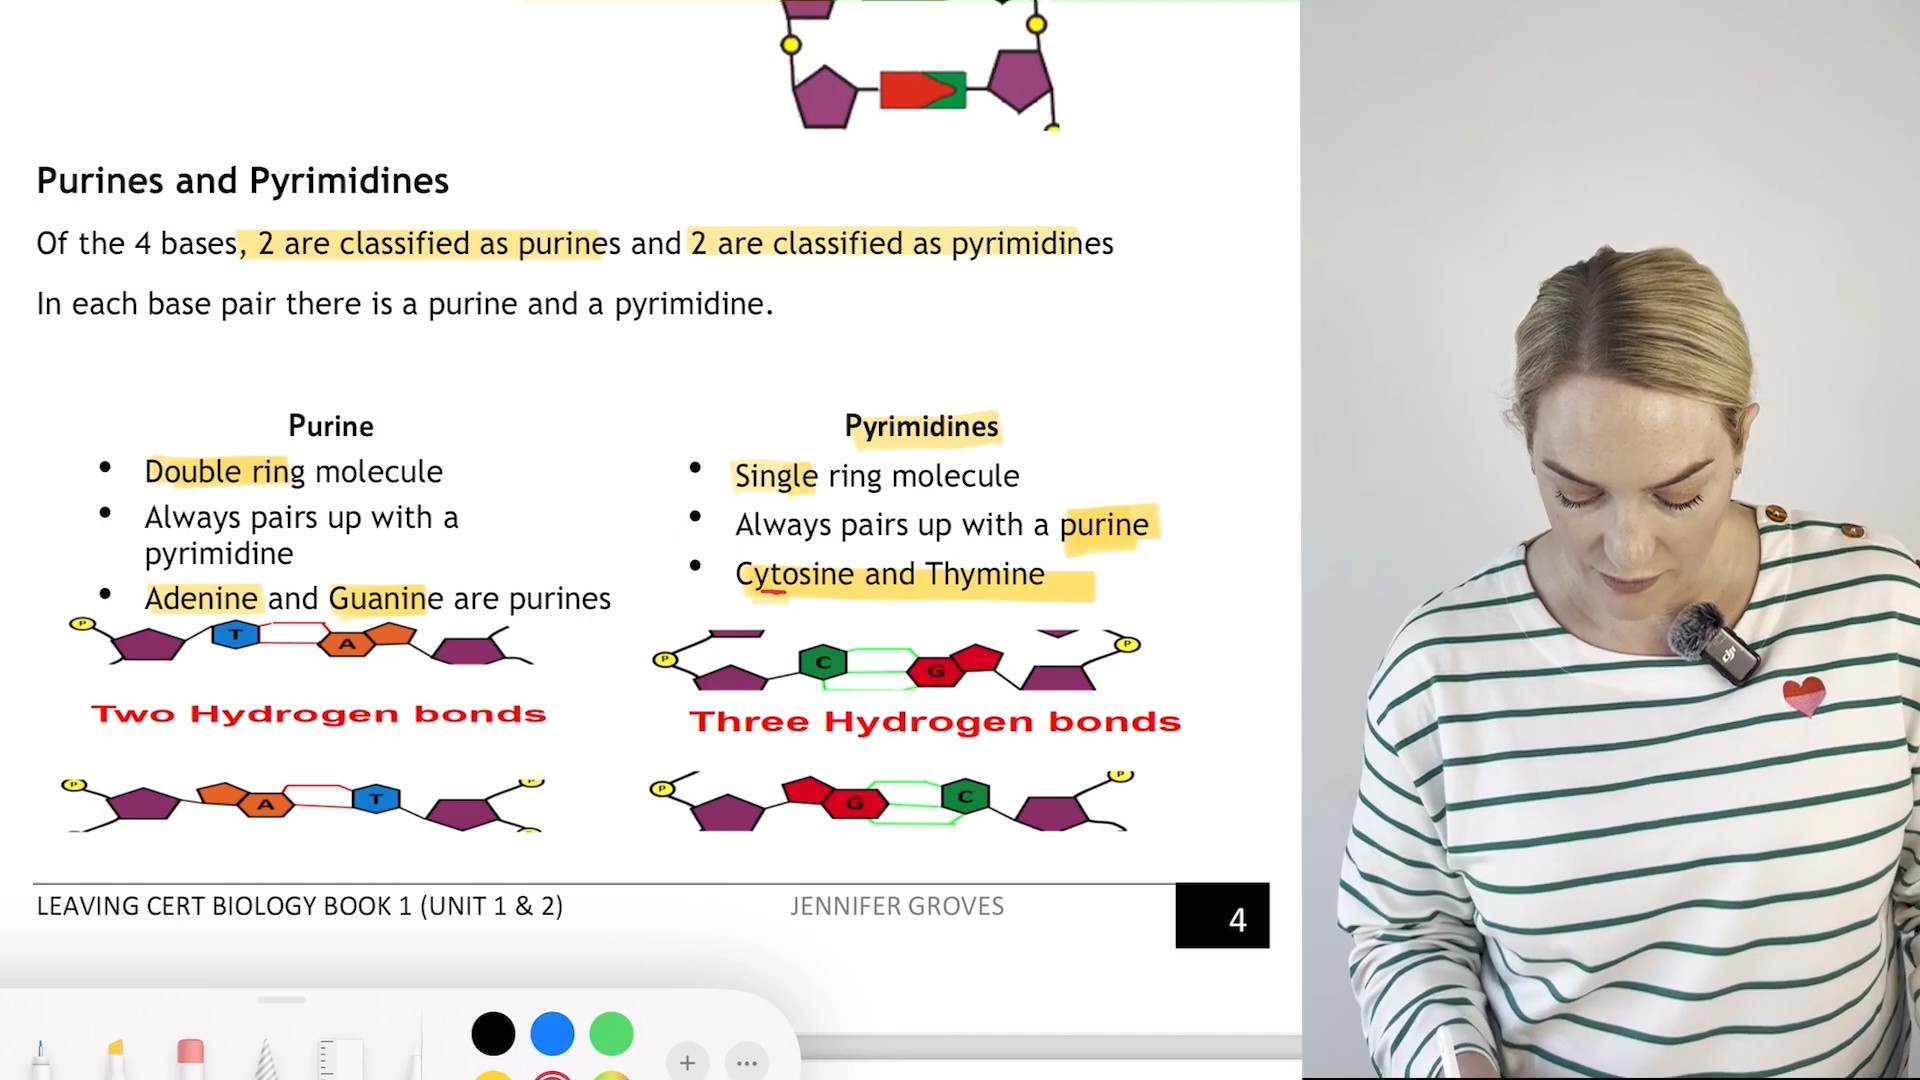 Purines and Pyrimidines
Of the 4 bases, 2 are classified as purines and 2 are classified as pyrimidines
In each base pair there is a purine and a pyrimidine.
Purine
• Double ring molecule
• Always pairs up with a
pyrimidine
• Adenine and Guanine are purines
P
T
A
Two Hydrogen bonds
P
A
T
P
P
Pyrimidines
• Single ring molecule
• Always pairs up with a purine
• Cytosine and Thymine
P
C
G
P
Three Hydrogen bonds
P
G
C
P
LEAVING CERT BIOLOGY BOOK 1 (UNIT 1 & 2)
JENNIFER GROVES
4
dji